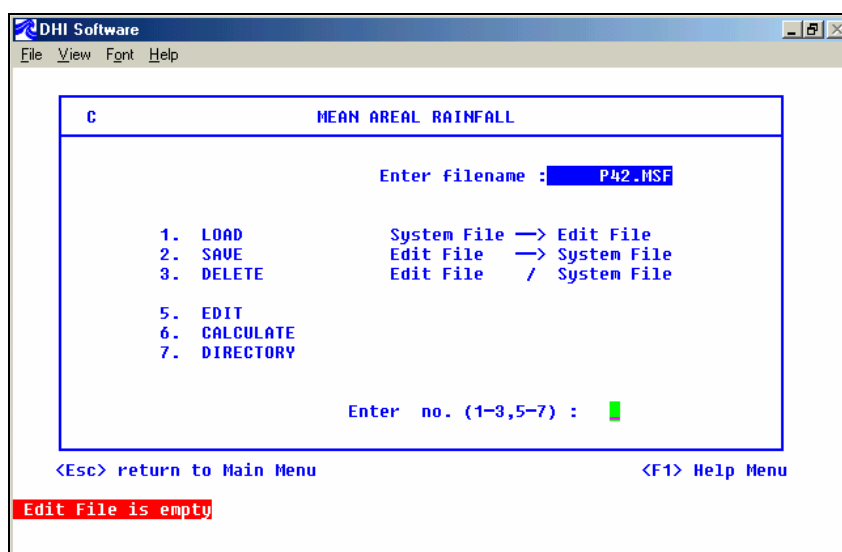 DHI Software
File View Font Help
C MEAN AREAL RAINFALL
Enter filename : P42.MSF
1. LOAD System File —> Edit File
2. SAVE Edit File —> System File
3. DELETE Edit File / System File
5. EDIT
6. CALCULATE
7. DIRECTORY
Enter no. (1-3,5-7) :
<Esc> return to Main Menu <F1> Help Menu
Edit File is empty